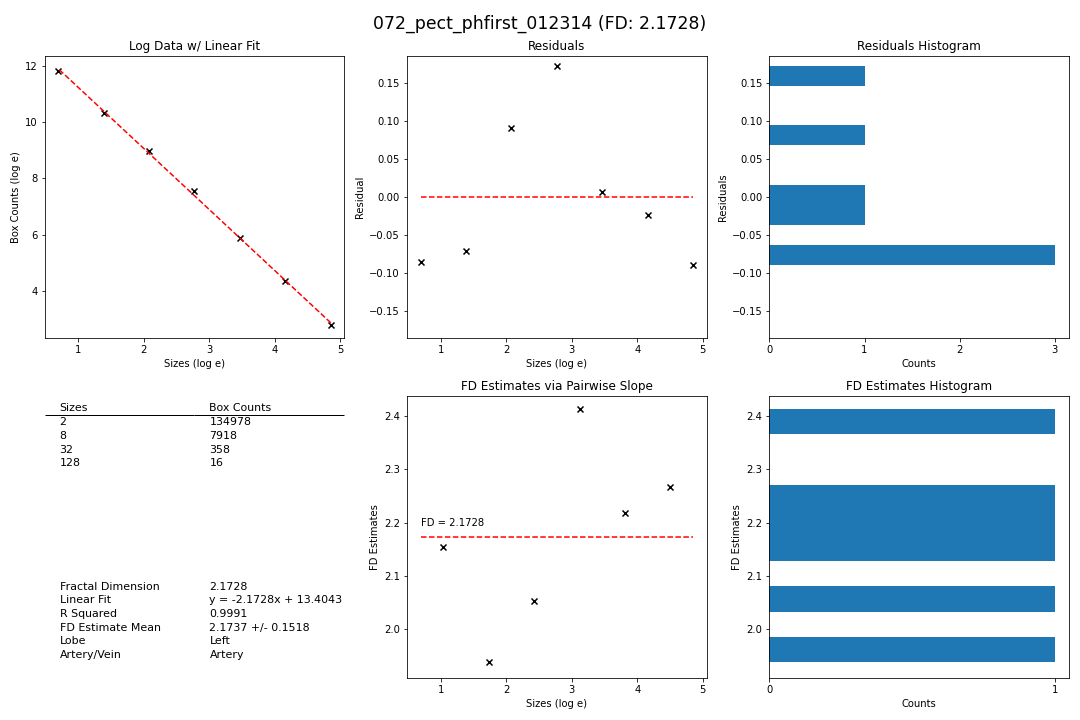 072_pect_phfirst_012314 (FD: 2.1728)
Log Data w/ Linear Fit
12
10
8
6
4
Box Counts (log e)
1 2 3 4 5
Sizes (log e)
Residuals
0.15
0.10
0.05
0.00
−0.05
−0.10
−0.15
Residual
1 2 3 4 5
Sizes (log e)
Residuals Histogram
0.15
0.10
0.05
0.00
−0.05
−0.10
−0.15
Residuals
0 1 2 3
Counts
Sizes Box Counts
2 134978
8 7918
32 358
128 16
Fractal Dimension 2.1728
Linear Fit y = -2.1728x + 13.4043
R Squared 0.9991
FD Estimate Mean 2.1737 +/- 0.1518
Lobe Left
Artery/Vein Artery
FD Estimates via Pairwise Slope
2.4
2.3
2.2
2.1
2.0
FD Estimates
FD = 2.1728
1 2 3 4 5
Sizes (log e)
FD Estimates Histogram
2.4
2.3
2.2
2.1
2.0
FD Estimates
0 1
Counts